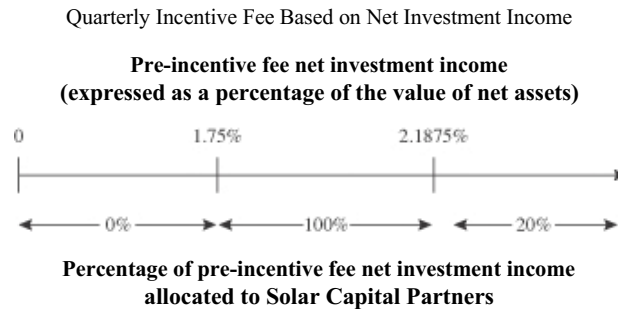 Quarterly Incentive Fee Based on Net Investment Income
Pre-incentive fee net investment income
(expressed as a percentage of the value of net assets)
0 1.75% 2.1875%
0% 100% 20%
Percentage of pre-incentive fee net investment income
allocated to Solar Capital Partners